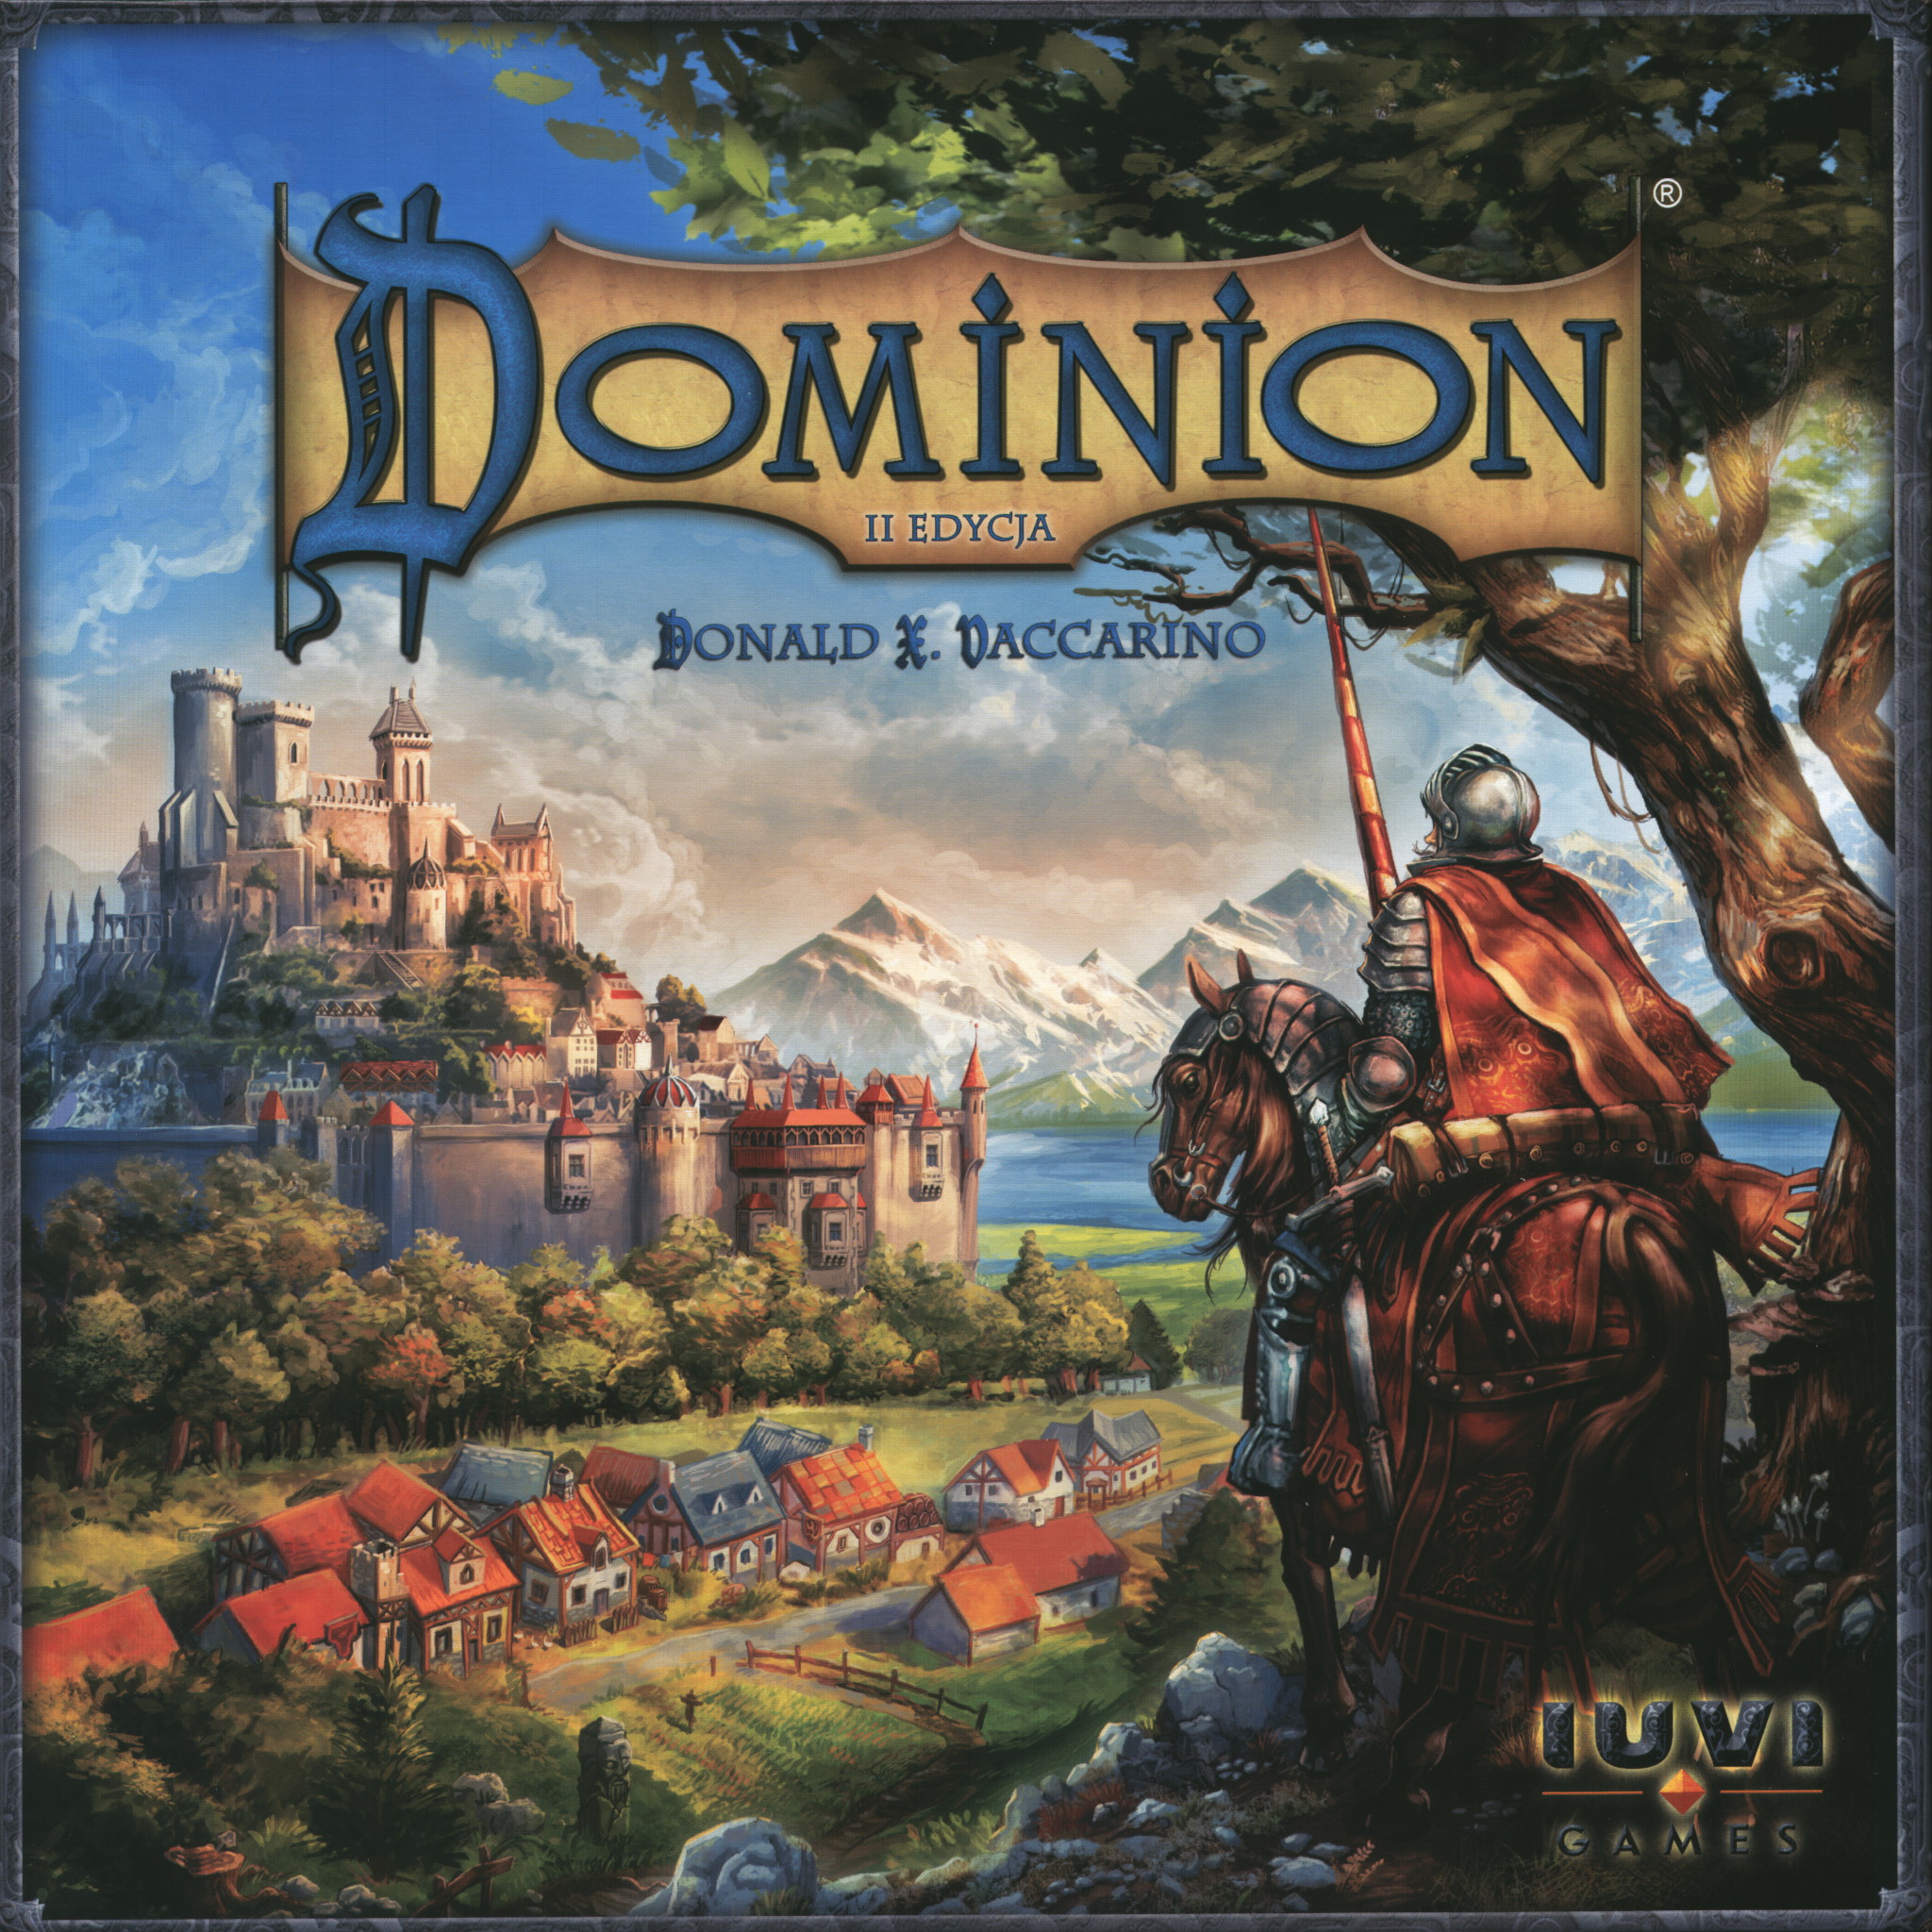 DOMINION ®
II EDYCJA
DONALD X. VACCARINO
IUVI
GAMES